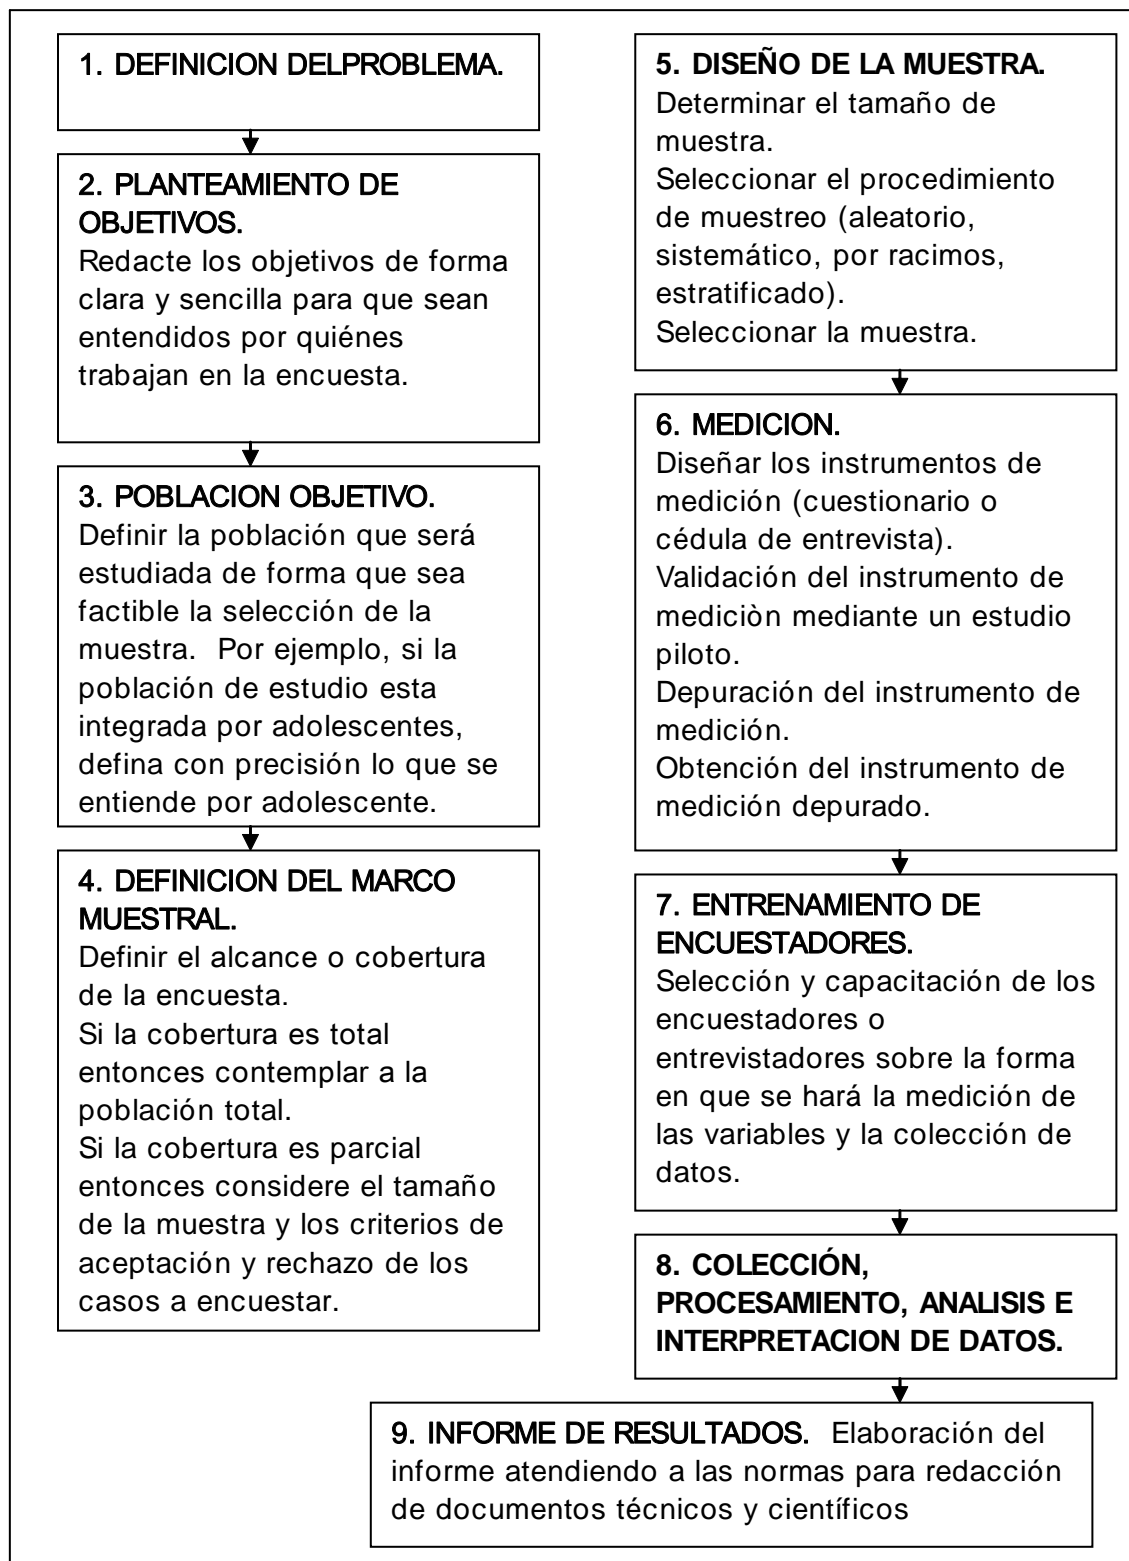 1. DEFINICION DELPROBLEMA.
2. PLANTEAMIENTO DE
OBJETIVOS.
Redacte los objetivos de forma
clara y sencilla para que sean
entendidos por quiénes
trabajan en la encuesta.
3. POBLACION OBJETIVO.
Definir la población que será
estudiada de forma que sea
factible la selección de la
muestra. Por ejemplo, si la
población de estudio esta
integrada por adolescentes,
defina con precisión lo que se
entiende por adolescente.
4. DEFINICION DEL MARCO
MUESTRAL.
Definir el alcance o cobertura
de la encuesta.
Si la cobertura es total
entonces contemplar a la
población total.
Si la cobertura es parcial
entonces considere el tamaño
de la muestra y los criterios de
aceptación y rechazo de los
casos a encuestar.
5. DISEÑO DE LA MUESTRA.
Determinar el tamaño de
muestra.
Seleccionar el procedimiento
de muestreo (aleatorio,
sistemático, por racimos,
estratificado).
Seleccionar la muestra.
6. MEDICION.
Diseñar los instrumentos de
medición (cuestionario o
cédula de entrevista).
Validación del instrumento de
mediciòn mediante un estudio
piloto.
Depuración del instrumento de
medición.
Obtención del instrumento de
medición depurado.
7. ENTRENAMIENTO DE
ENCUESTADORES.
Selección y capacitación de los
encuestadores o
entrevistadores sobre la forma
en que se hará la medición de
las variables y la colección de
datos.
8. COLECCIÓN,
PROCESAMIENTO, ANALISIS E
INTERPRETACION DE DATOS.
9. INFORME DE RESULTADOS. Elaboración del
informe atendiendo a las normas para redacción
de documentos técnicos y científicos